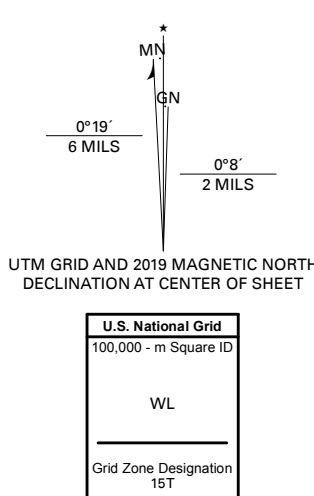 ★
MN
GN
0°19´
6 MILS
0°8´
2 MILS
UTM GRID AND 2019 MAGNETIC NORTH
DECLINATION AT CENTER OF SHEET
U.S. National Grid
100,000 - m Square ID
WL
Grid Zone Designation
15T